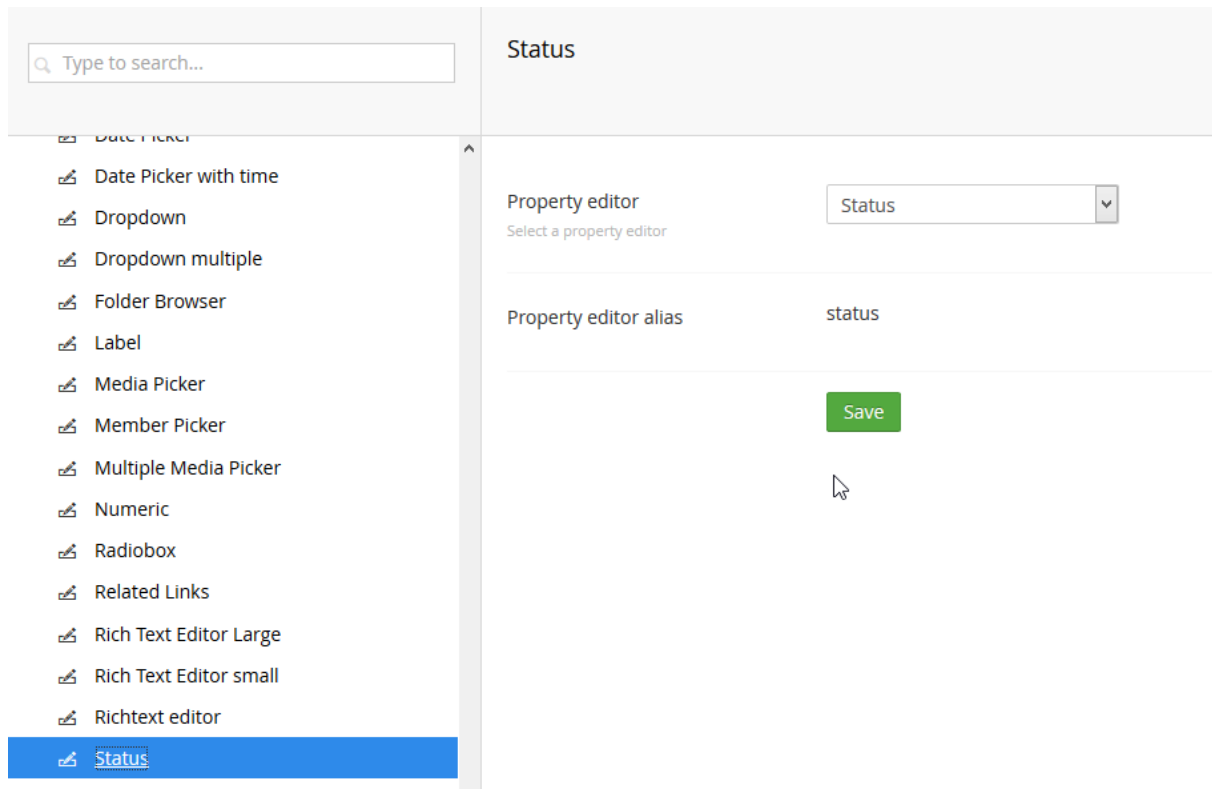 Type to search...
Status
Date Picker
Date Picker with time
Dropdown
Dropdown multiple
Folder Browser
Label
Media Picker
Member Picker
Multiple Media Picker
Numeric
Radiobox
Related Links
Rich Text Editor Large
Rich Text Editor small
Richtext editor
Status
Property editor
Select a property editor
Status
Property editor alias
status
Save